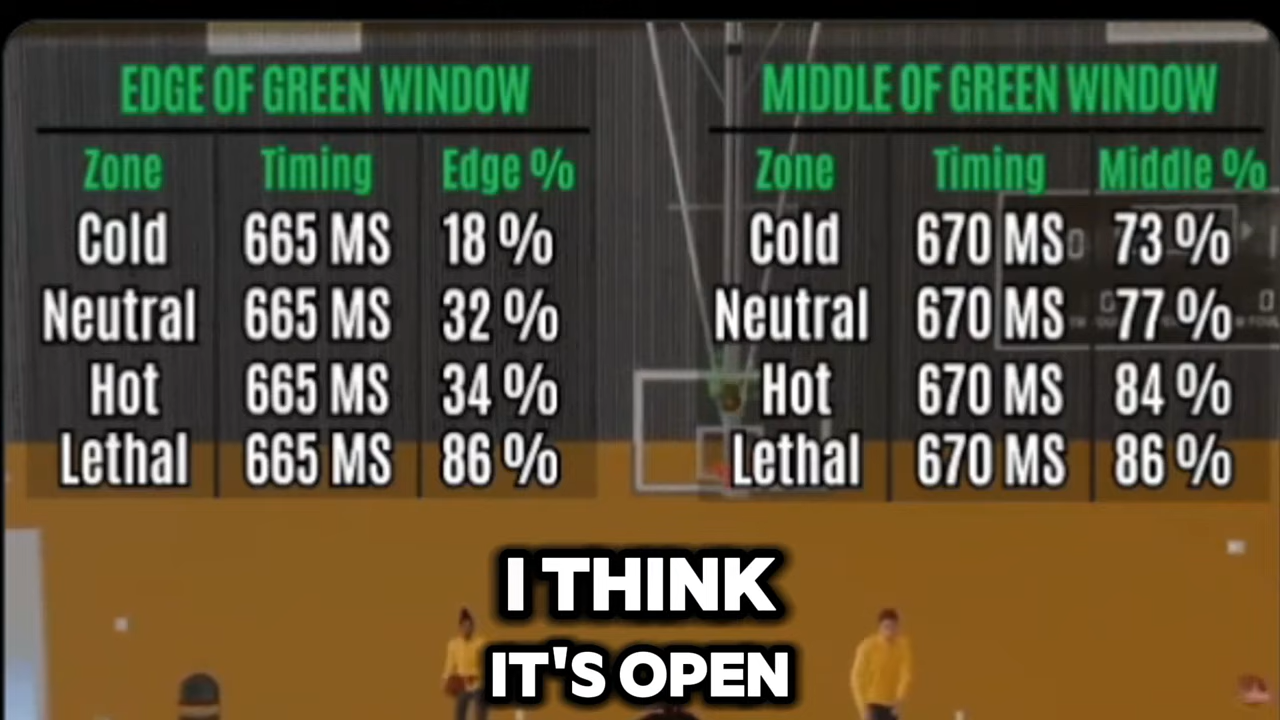 EDGE OF GREEN WINDOW
Zone Timing Edge %
Cold 665 MS 18 %
Neutral 665 MS 32 %
Hot 665 MS 34 %
Lethal 665 MS 86 %
MIDDLE OF GREEN WINDOW
Zone Timing Middle %
Cold 670 MS 73 %
Neutral 670 MS 77 %
Hot 670 MS 84 %
Lethal 670 MS 86 %
I THINK
IT'S OPEN